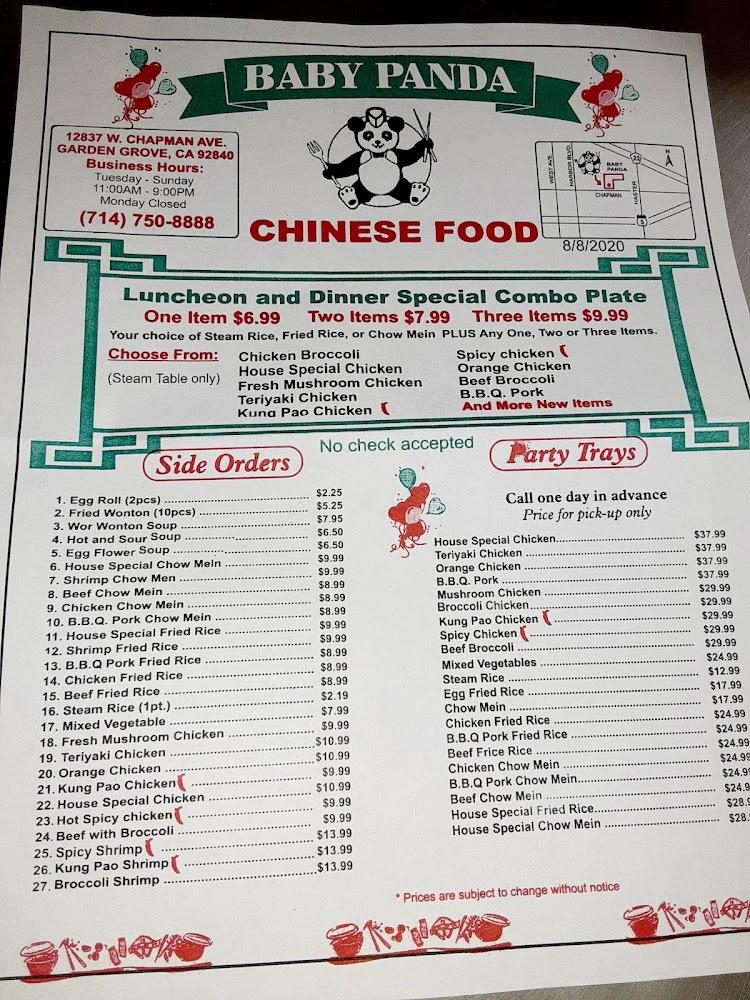 BABY PANDA
12837 W. CHAPMAN AVE.
GARDEN GROVE, CA 92840
Business Hours:
Tuesday - Sunday
11:00AM - 9:00PM
Monday Closed
(714) 750-8888
CHINESE FOOD
WEST AVE.
HARBOR BLVD.
BABY
PANDA
CHAPMAN
HASTER
22
5
N
8/8/2020
Luncheon and Dinner Special Combo Plate
One Item $6.99 Two Items $7.99 Three Items $9.99
Your choice of Steam Rice, Fried Rice, or Chow Mein PLUS Any One, Two or Three Items.
Choose From:
(Steam Table only)
Chicken Broccoli
House Special Chicken
Fresh Mushroom Chicken
Teriyaki Chicken
Kung Pao Chicken
Spicy chicken
Orange Chicken
Beef Broccoli
B.B.Q. Pork
And More New Items
No check accepted
Side Orders
1. Egg Roll (2pcs) $2.25
2. Fried Wonton (10pcs) $5.25
3. Wor Wonton Soup $7.95
4. Hot and Sour Soup $6.50
5. Egg Flower Soup $6.50
6. House Special Chow Mein $9.99
7. Shrimp Chow Men $9.99
8. Beef Chow Mein $8.99
9. Chicken Chow Mein $8.99
10. B.B.Q. Pork Chow Mein $8.99
11. House Special Fried Rice $9.99
12. Shrimp Fried Rice $9.99
13. B.B.Q Pork Fried Rice $8.99
14. Chicken Fried Rice $8.99
15. Beef Fried Rice $8.99
16. Steam Rice (1pt.) $2.19
17. Mixed Vegetable $7.99
18. Fresh Mushroom Chicken $9.99
19. Teriyaki Chicken $10.99
20. Orange Chicken $10.99
21. Kung Pao Chicken $9.99
22. House Special Chicken $10.99
23. Hot Spicy chicken $9.99
24. Beef with Broccoli $9.99
25. Spicy Shrimp $13.99
26. Kung Pao Shrimp $13.99
27. Broccoli Shrimp $13.99
Party Trays
Call one day in advance
Price for pick-up only
House Special Chicken $37.99
Teriyaki Chicken $37.99
Orange Chicken $37.99
B.B.Q. Pork $37.99
Mushroom Chicken $29.99
Broccoli Chicken $29.99
Kung Pao Chicken $29.99
Spicy Chicken $29.99
Beef Broccoli $29.99
Mixed Vegetables $24.99
Steam Rice $12.99
Egg Fried Rice $17.99
Chow Mein $17.99
Chicken Fried Rice $24.99
B.B.Q Pork Fried Rice $24.99
Beef Frice Rice $24.99
Chicken Chow Mein $24.99
B.B.Q Pork Chow Mein $24.9
Beef Chow Mein $24.9
House Special Fried Rice $28.9
House Special Chow Mein $28.
* Prices are subject to change without notice